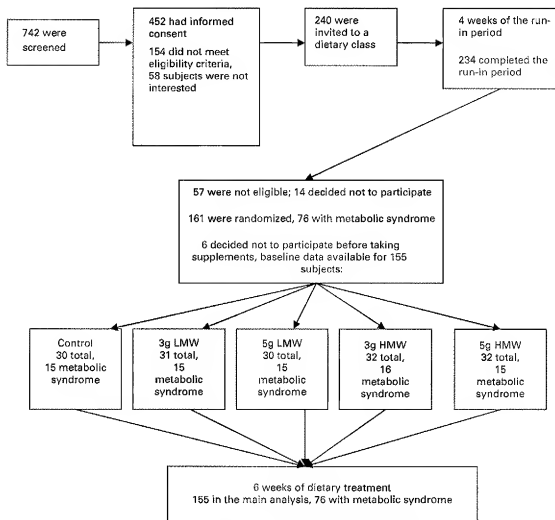 742 were
screened
452 had informed
consent
154 did not meet
eligibility criteria,
58 subjects were not
interested
240 were
invited to a
dietary class
4 weeks of the run-
in period
234 completed the
run-in period
57 were not eligible; 14 decided not to participate
161 were randomized, 76 with metabolic syndrome
6 decided not to participate before taking
supplements, baseline data available for 155
subjects:
Control
30 total,
15 metabolic
syndrome
3g LMW
31 total,
15
metabolic
syndrome
5g LMW
30 total,
15
metabolic
syndrome
3g HMW
32 total,
16
metabolic
syndrome
5g HMW
32 total,
15
metabolic
syndrome
6 weeks of dietary treatment
155 in the main analysis, 76 with metabolic syndrome